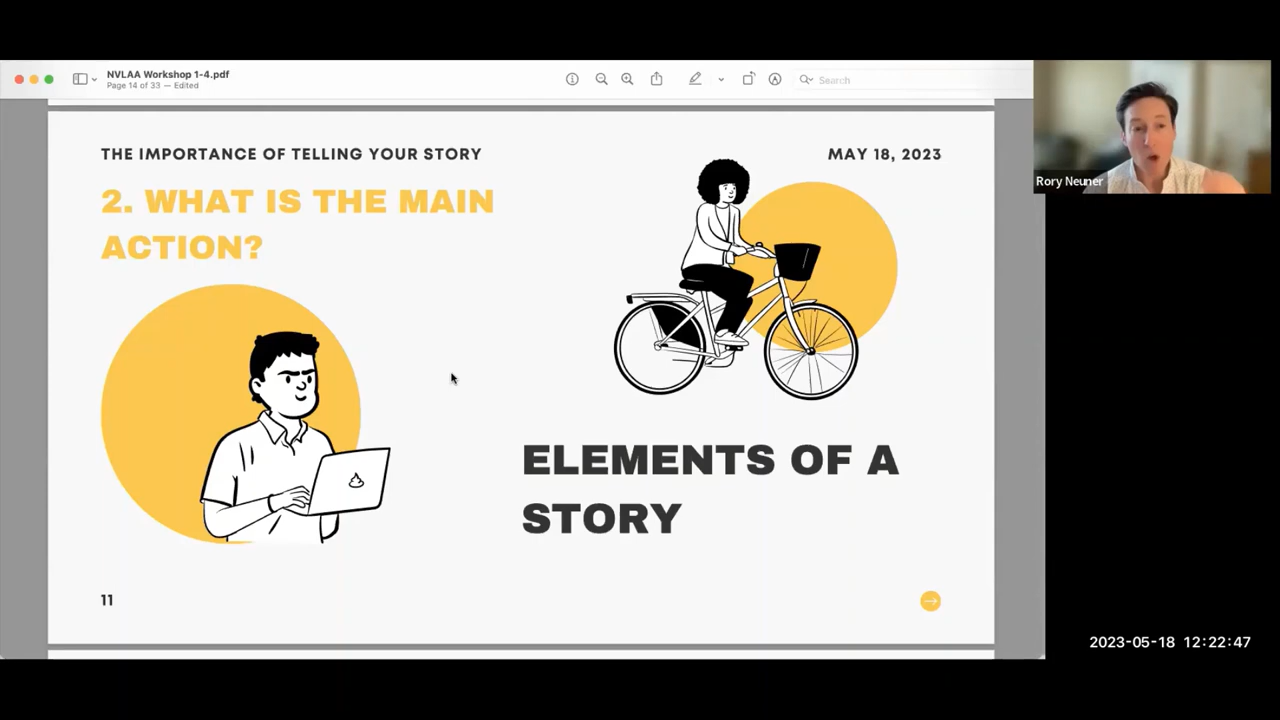 NVLAA Workshop 1-4.pdf
Page 14 of 33 — Edited
Search
THE IMPORTANCE OF TELLING YOUR STORY
MAY 18, 2023
2. WHAT IS THE MAIN
ACTION?
ELEMENTS OF A
STORY
11
Rory Neuner
2023-05-18 12:22:47